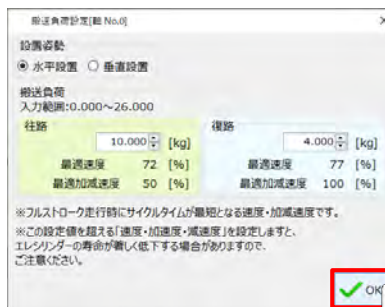 搬送負荷設定[軸 No.0]
設置姿勢
水平設置 垂直設置
搬送負荷
入力範囲:0.000~26.000
往路 復路
10.000 [kg] 4.000 [kg]
最適速度 72 [%] 最適速度 77 [%]
最適加減速度 50 [%] 最適加減速度 100 [%]
※フルストローク走行時にサイクルタイムが最短となる速度・加減速度です。
※この設定値を超える「速度・加速度・減速度」を設定しますと、
エレシリンダーの寿命が著しく低下する場合がありますので、
ご注意ください。
OK